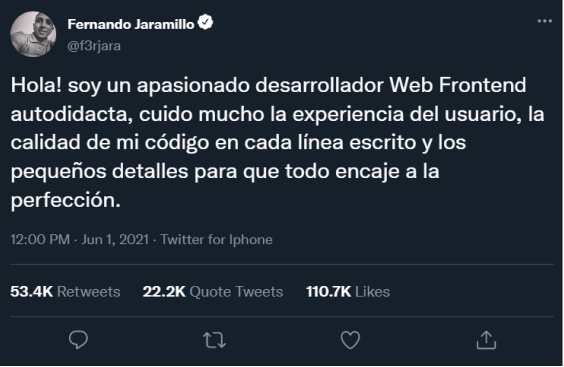 Fernando Jaramillo
@f3rjara
Hola! soy un apasionado desarrollador Web Frontend
autodidacta, cuido mucho la experiencia del usuario, la
calidad de mi código en cada línea escrito y los
pequeños detalles para que todo encaje a la
perfección.
12:00 PM · Jun 1, 2021 · Twitter for Iphone
53.4K Retweets 22.2K Quote Tweets 110.7K Likes